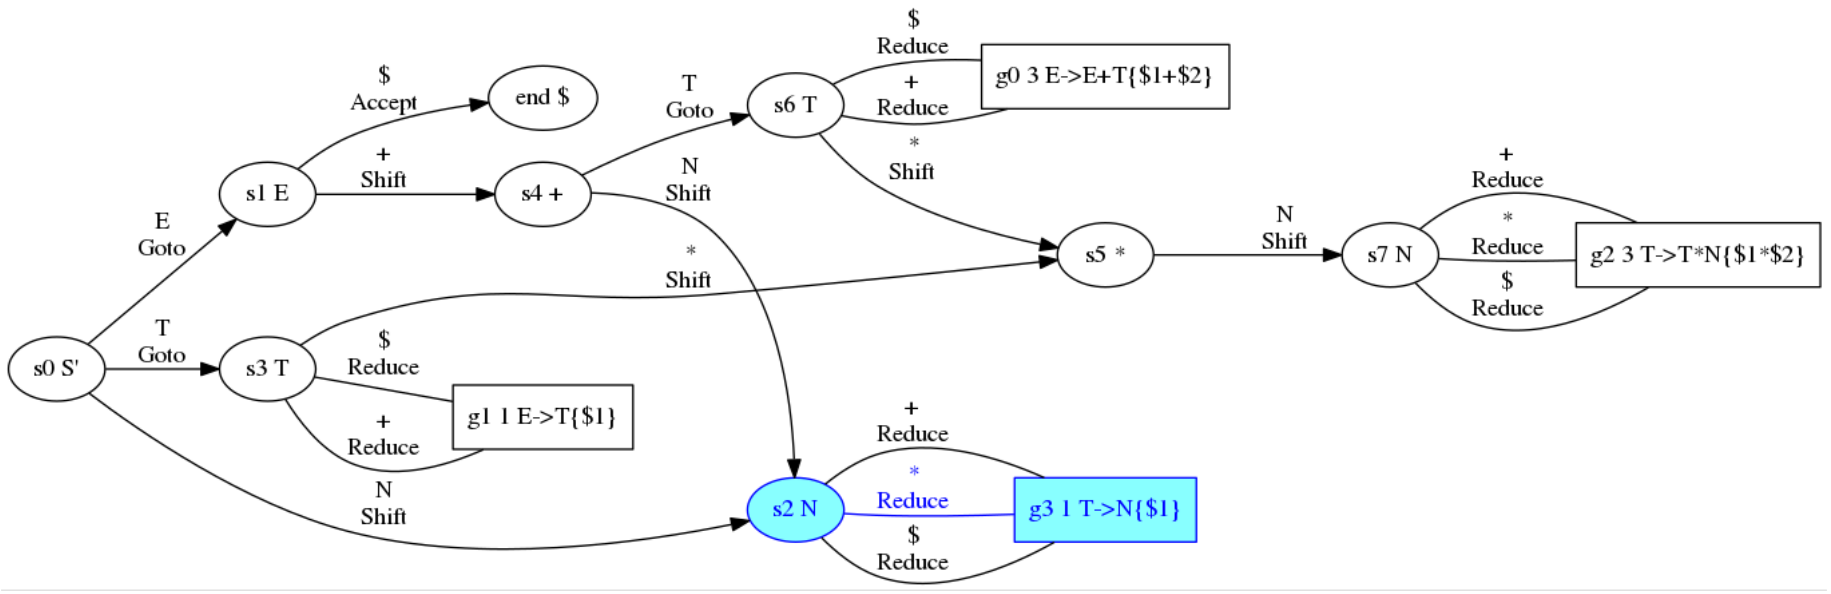 $
Reduce
+
Reduce
g0 3 E->E+T{$1+$2}
$
Accept
end $
T
Goto
s6 T
*
Shift
+
Shift
s1 E
s4 +
N
Shift
E
Goto
s5 *
N
Shift
s7 N
+
Reduce
*
Reduce
$
Reduce
g2 3 T->T*N{$1*$2}
*
Shift
s0 S'
T
Goto
s3 T
$
Reduce
+
Reduce
g1 1 E->T{$1}
N
Shift
s2 N
+
Reduce
*
Reduce
$
Reduce
g3 1 T->N{$1}